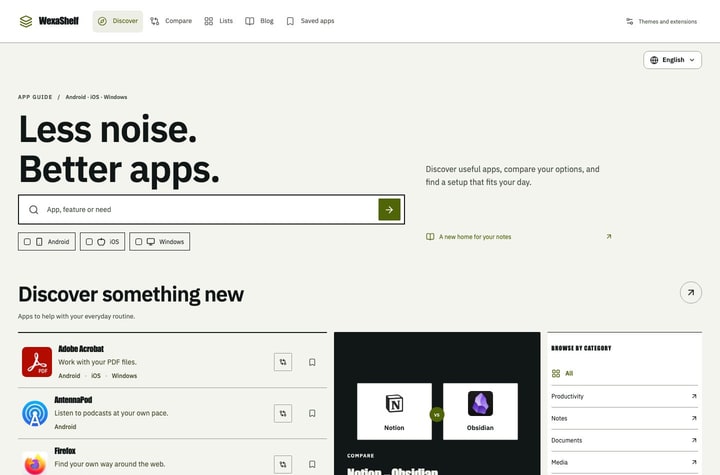 WexaShelf
Discover
Compare
Lists
Blog
Saved apps
Themes and extensions
English
APP GUIDE / Android · iOS · Windows
Less noise.
Better apps.
Discover useful apps, compare your options, and
find a setup that fits your day.
App, feature or need
A new home for your notes
Android
iOS
Windows
Discover something new
Apps to help with your everyday routine.
Adobe Acrobat
Work with your PDF files.
Android · iOS · Windows
PDF
AntennaPod
Listen to podcasts at your own pace.
Android
Firefox
Find your own way around the web.
Notion
VS
Obsidian
COMPARE
Notion Obsidian
BROWSE BY CATEGORY
All
Productivity
Notes
Documents
Media